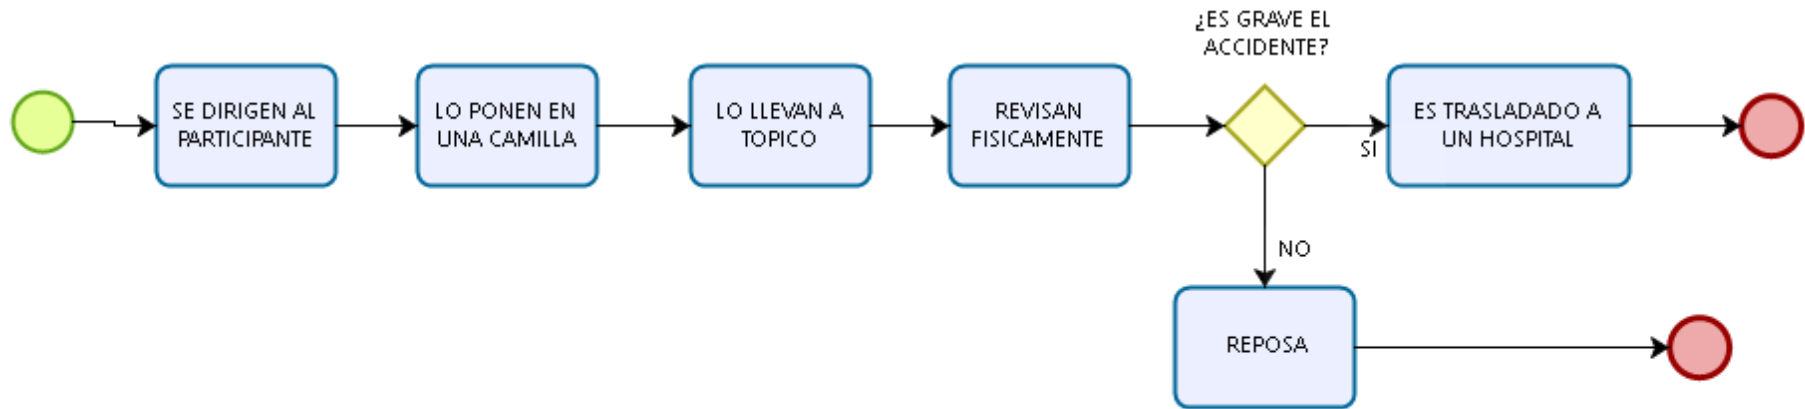 ¿ES GRAVE EL
ACCIDENTE?
SE DIRIGEN AL
PARTICIPANTE
LO PONEN EN
UNA CAMILLA
LO LLEVAN A
TOPICO
REVISAN
FISICAMENTE
ES TRASLADADO A
UN HOSPITAL
SI
NO
REPOSA